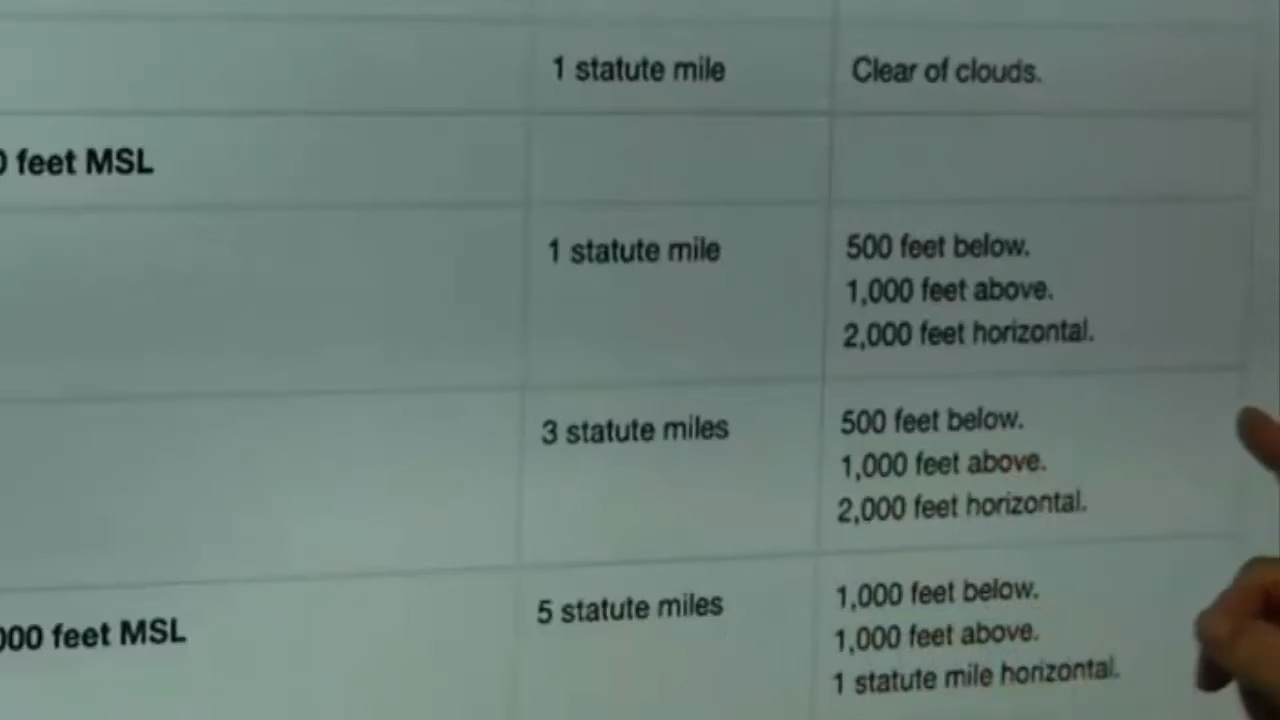 1 statute mile
Clear of clouds.
0 feet MSL
1 statute mile
500 feet below.
1,000 feet above.
2,000 feet horizontal.
3 statute miles
500 feet below.
1,000 feet above.
2,000 feet horizontal.
000 feet MSL
5 statute miles
1,000 feet below.
1,000 feet above.
1 statute mile horizontal.